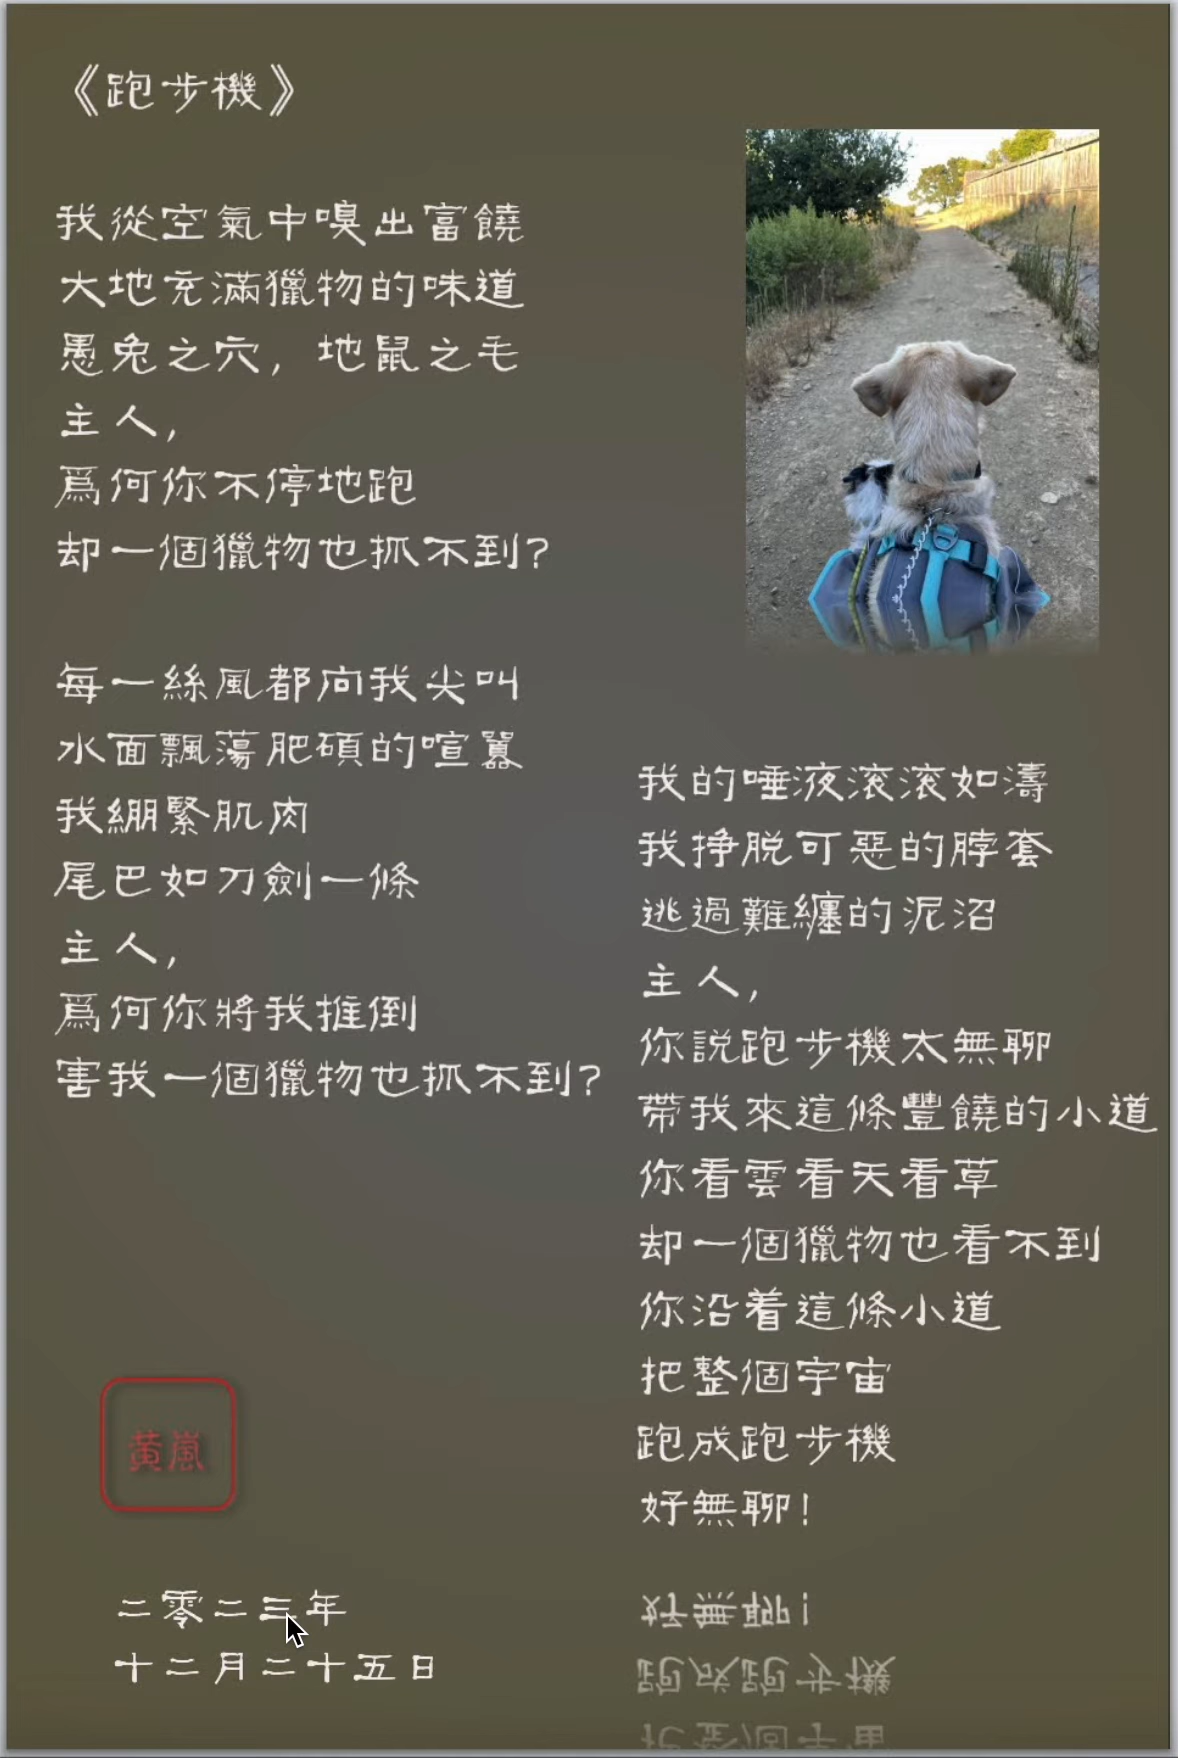 《跑步機》
我從空氣中嗅出富饒
大地充滿獵物的味道
愚兔之穴，地鼠之毛
主人，
爲何你不停地跑
却一個獵物也抓不到？
每一絲風都向我尖叫
水面飄蕩肥碩的喧囂
我綳緊肌肉
尾巴如刀劍一條
主人，
爲何你將我推倒
害我一個獵物也抓不到？
我的唾液滚滚如濤
我掙脱可惡的脖套
逃過難纏的泥沼
主人，
你説跑步機太無聊
帶我來這條豐饒的小道
你看雲看天看草
却一個獵物也看不到
你沿着這條小道
把整個宇宙
跑成跑步機
好無聊！
黃嵐
二零二三年
十二月二十五日